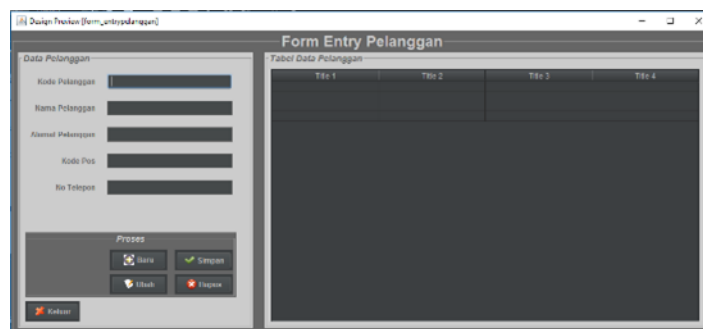 Design Preview [form_entrypelanggan]
Form Entry Pelanggan
Data Pelanggan
Kode Pelanggan
Nama Pelanggan
Alamat Pelanggan
Kode Pos
No Telepon
Proses
Baru
Simpan
Ubah
Hapus
Keluar
Tabel Data Pelanggan
Title 1 Title 2 Title 3 Title 4